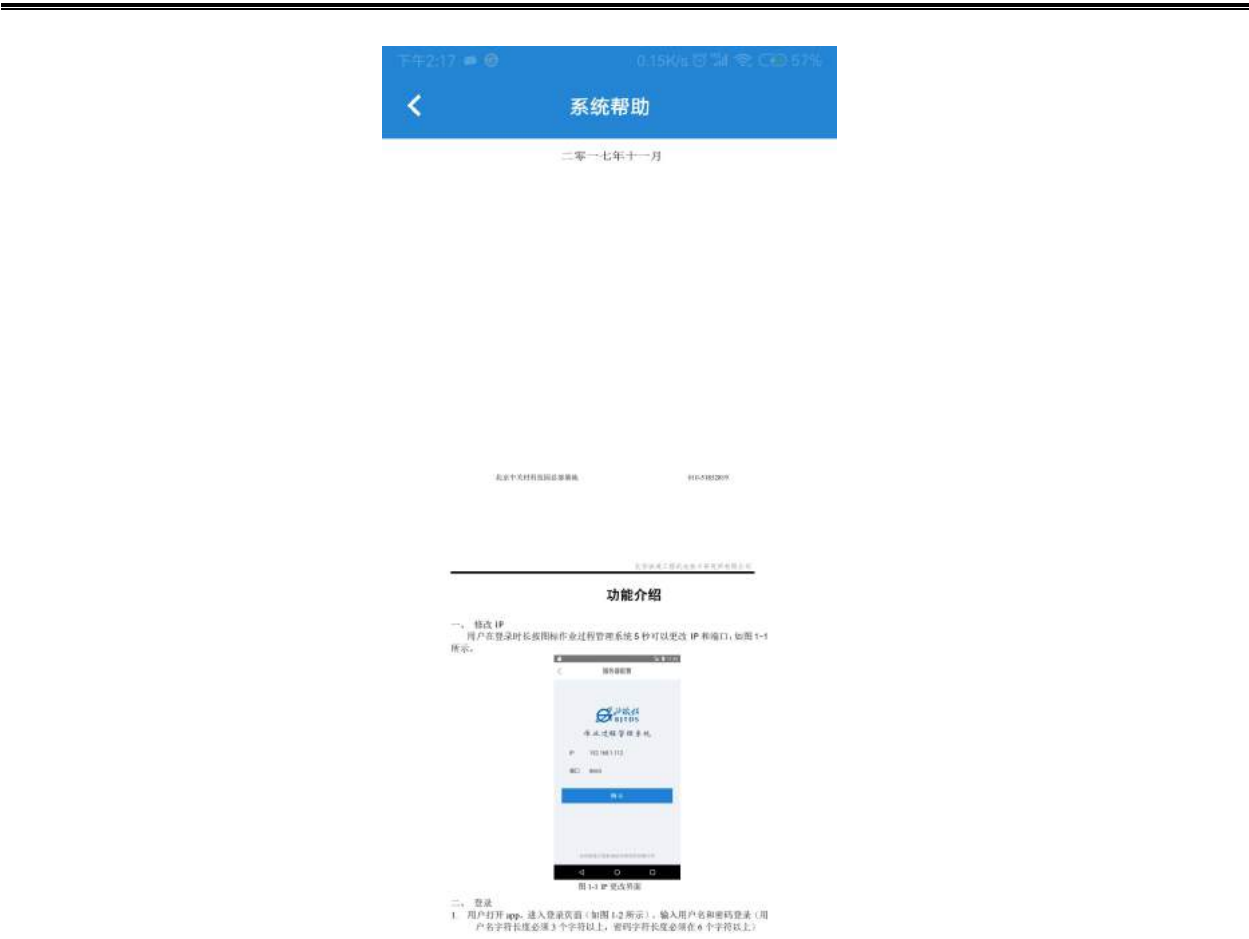 下午2:17 0.15K/s 57%
系统帮助
二零一七年十一月
功能介绍
一、 修改 IP
用户在登录时长按图标作业过程管理系统 5 秒可以更改 IP 和端口，如图 1-1
所示。
服务器配置
BITDS
作业过程管理系统
IP
端口
图 1-1 IP 更改界面
二、 登录
1. 用户打开 app，进入登录页面（如图 1-2 所示）、输入用户名和密码登录（用
户名字符长度必须 3 个字符以上，密码字符长度必须在 6 个字符以上）